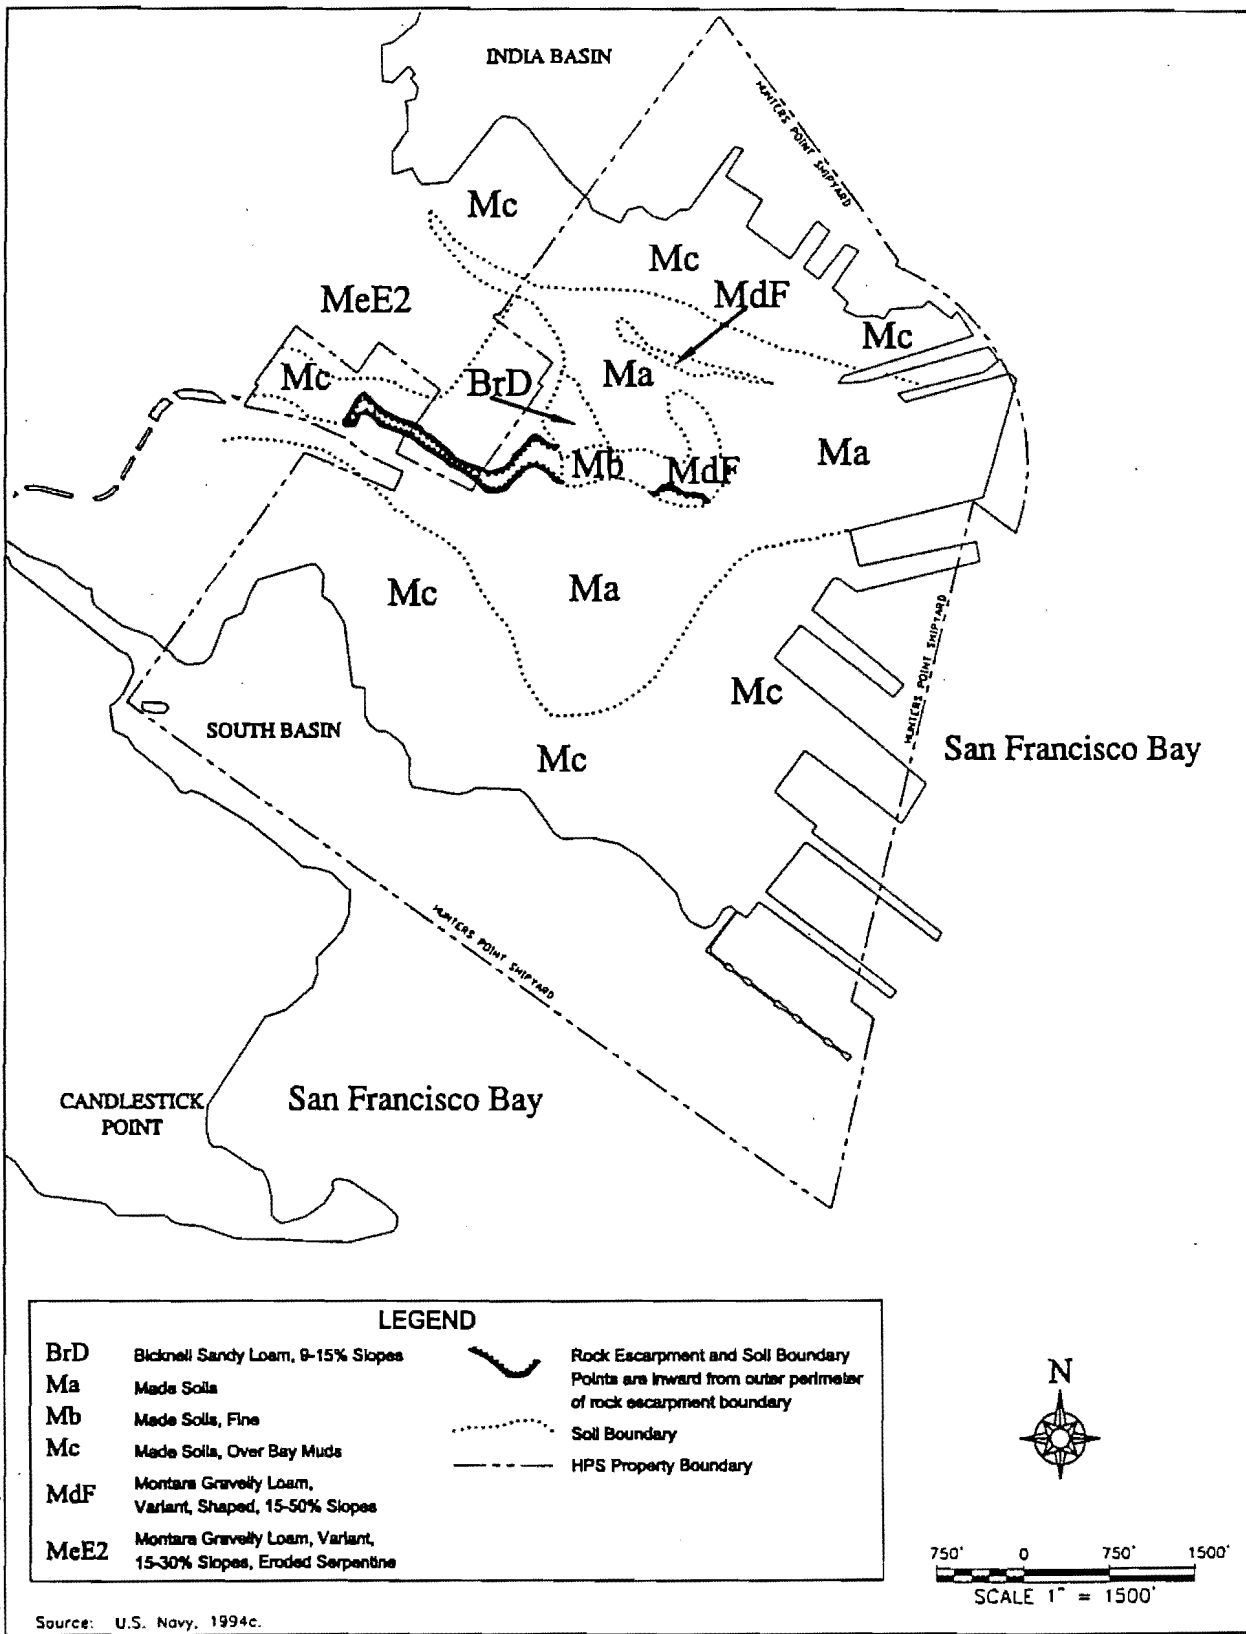 INDIA BASIN
HUNTERS POINT SHIPYARD
Mc
Mc
MdF
MeE2
Mc
Mc
BrD
Ma
Mb
MdF
Ma
Mc
Ma
HUNTERS POINT SHIPYARD
Mc
SOUTH BASIN
San Francisco Bay
Mc
HUNTERS POINT SHIPYARD
CANDLESTICK
POINT
San Francisco Bay
LEGEND
BrD Bicknell Sandy Loam, 9-15% Slopes
Ma Made Soils
Mb Made Soils, Fine
Mc Made Soils, Over Bay Muds
MdF Montara Gravelly Loam,
Variant, Shaped, 15-50% Slopes
MeE2 Montara Gravelly Loam, Variant,
15-30% Slopes, Eroded Serpentine
Rock Escarpment and Soil Boundary
Points are inward from outer perimeter
of rock escarpment boundary
Soil Boundary
HPS Property Boundary
N
750' 0 750' 1500'
SCALE 1" = 1500'
Source: U.S. Navy, 1994c.